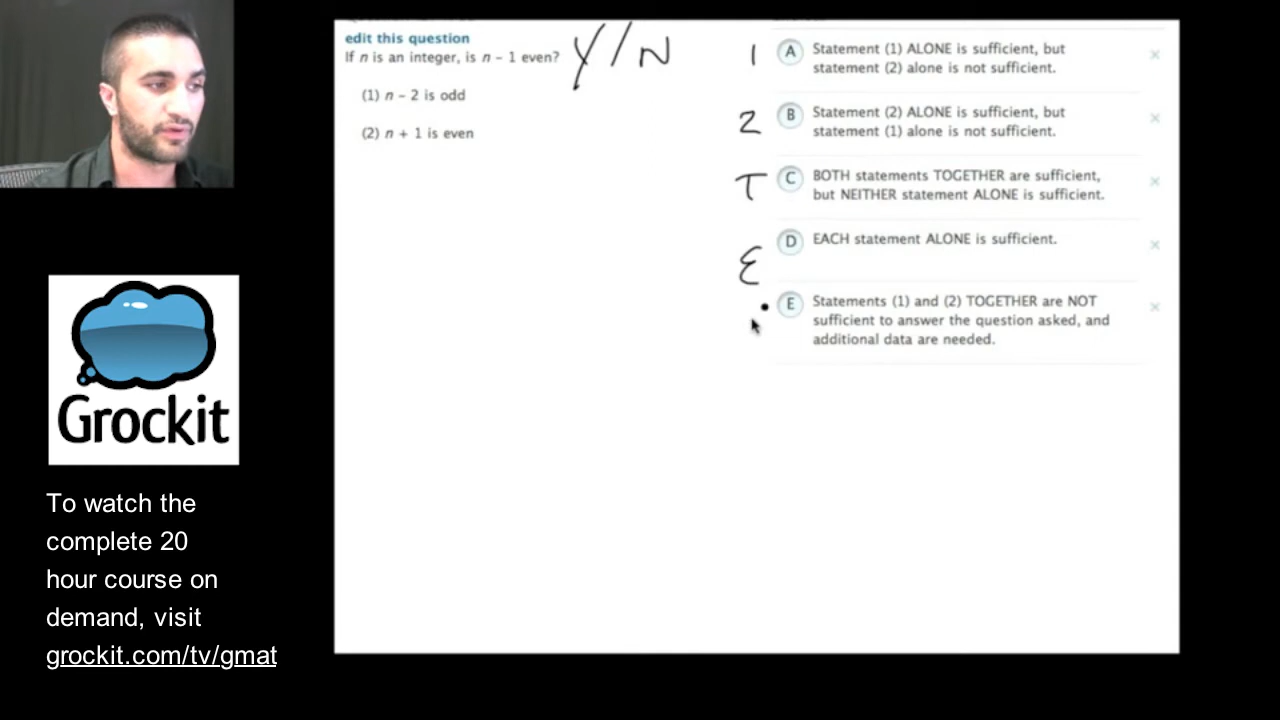 edit this question
If n is an integer, is n – 1 even? Y/N
(1) n – 2 is odd
(2) n + 1 is even
1 A Statement (1) ALONE is sufficient, but
statement (2) alone is not sufficient.
2 B Statement (2) ALONE is sufficient, but
statement (1) alone is not sufficient.
T C BOTH statements TOGETHER are sufficient,
but NEITHER statement ALONE is sufficient.
E D EACH statement ALONE is sufficient.
E Statements (1) and (2) TOGETHER are NOT
sufficient to answer the question asked, and
additional data are needed.
Grockit
To watch the
complete 20
hour course on
demand, visit
grockit.com/tv/gmat